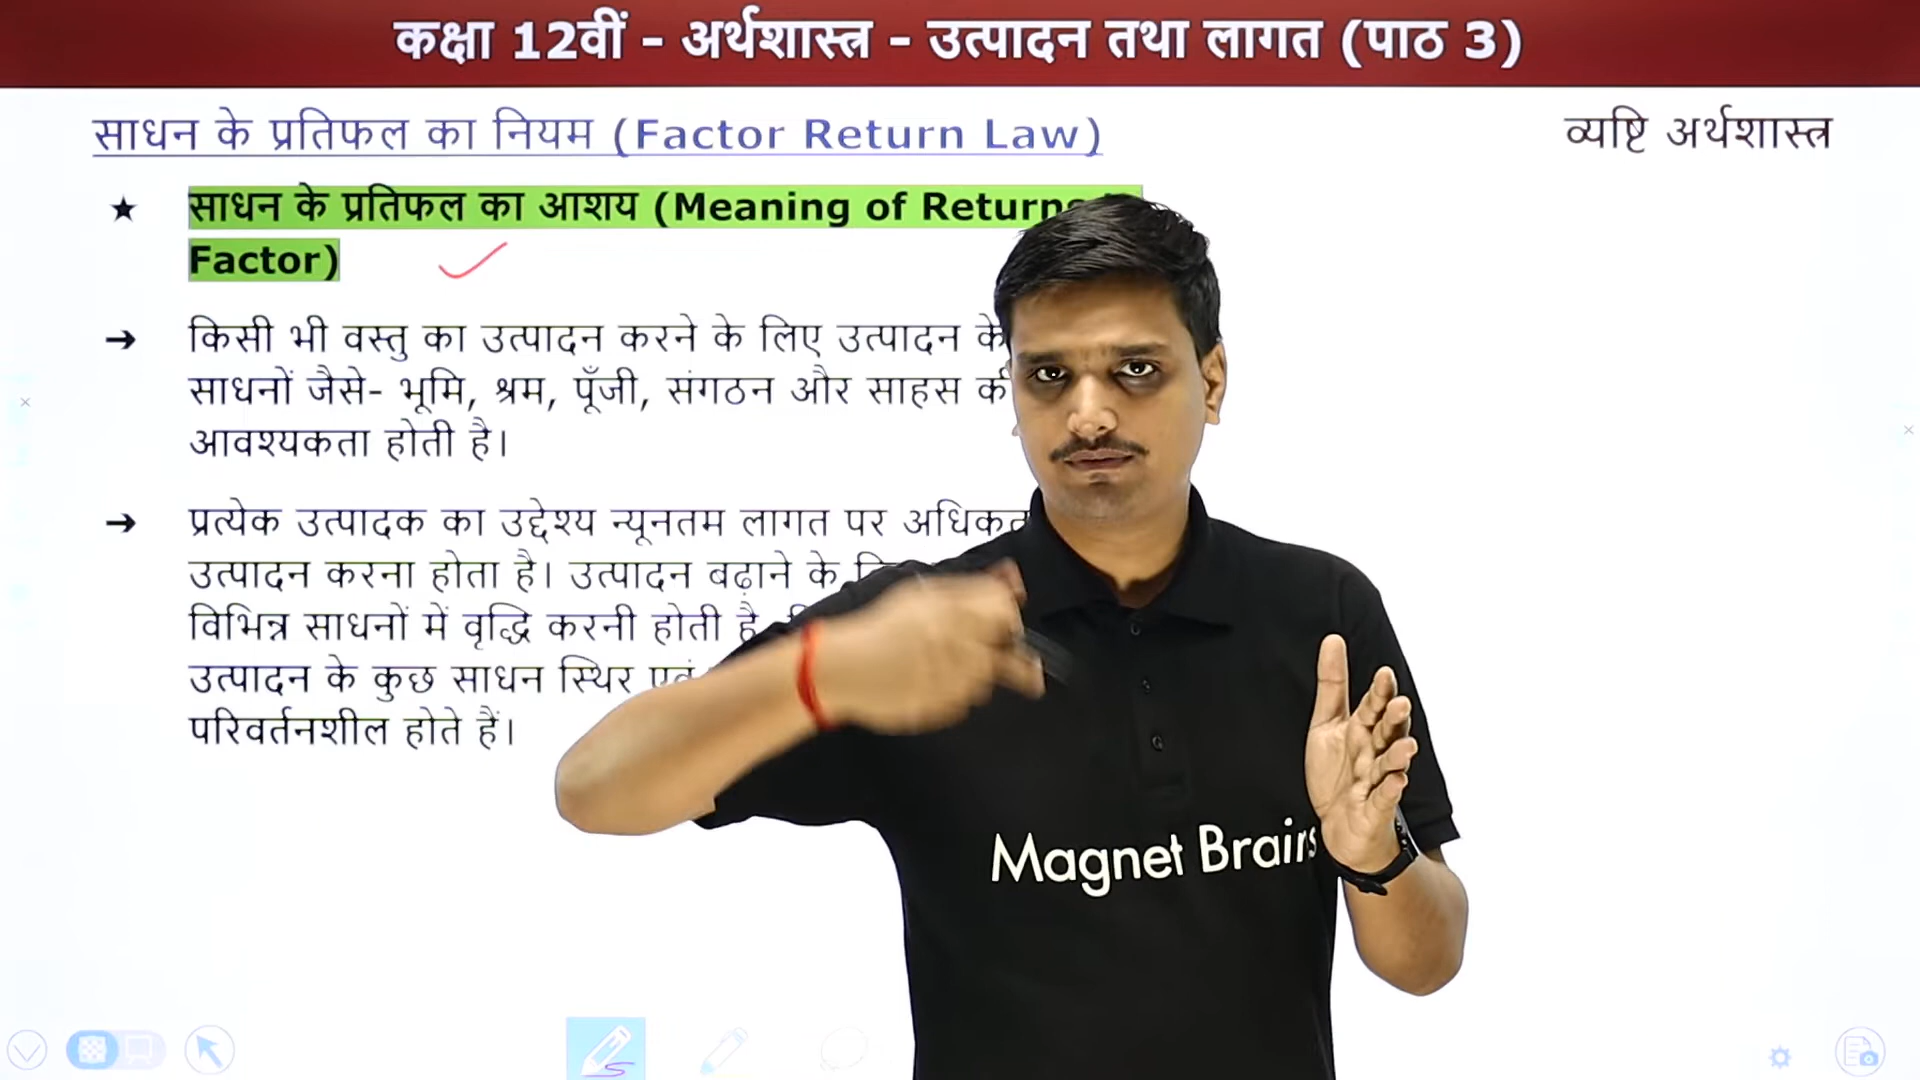 कक्षा 12वीं - अर्थशास्त्र - उत्पादन तथा लागत (पाठ 3)
साधन के प्रतिफल का नियम (Factor Return Law)
व्यष्टि अर्थशास्त्र
★ साधन के प्रतिफल का आशय (Meaning of Returns
Factor)
➔ किसी भी वस्तु का उत्पादन करने के लिए उत्पादन के
साधनों जैसे- भूमि, श्रम, पूँजी, संगठन और साहस की
आवश्यकता होती है।
➔ प्रत्येक उत्पादक का उद्देश्य न्यूनतम लागत पर
उत्पादन करना होता है। उत्पादन बढ़ाने के
विभिन्न साधनों में वृद्धि करनी होती है
उत्पादन के कुछ साधन स्थिर एवं
परिवर्तनशील होते हैं।
Magnet Brains